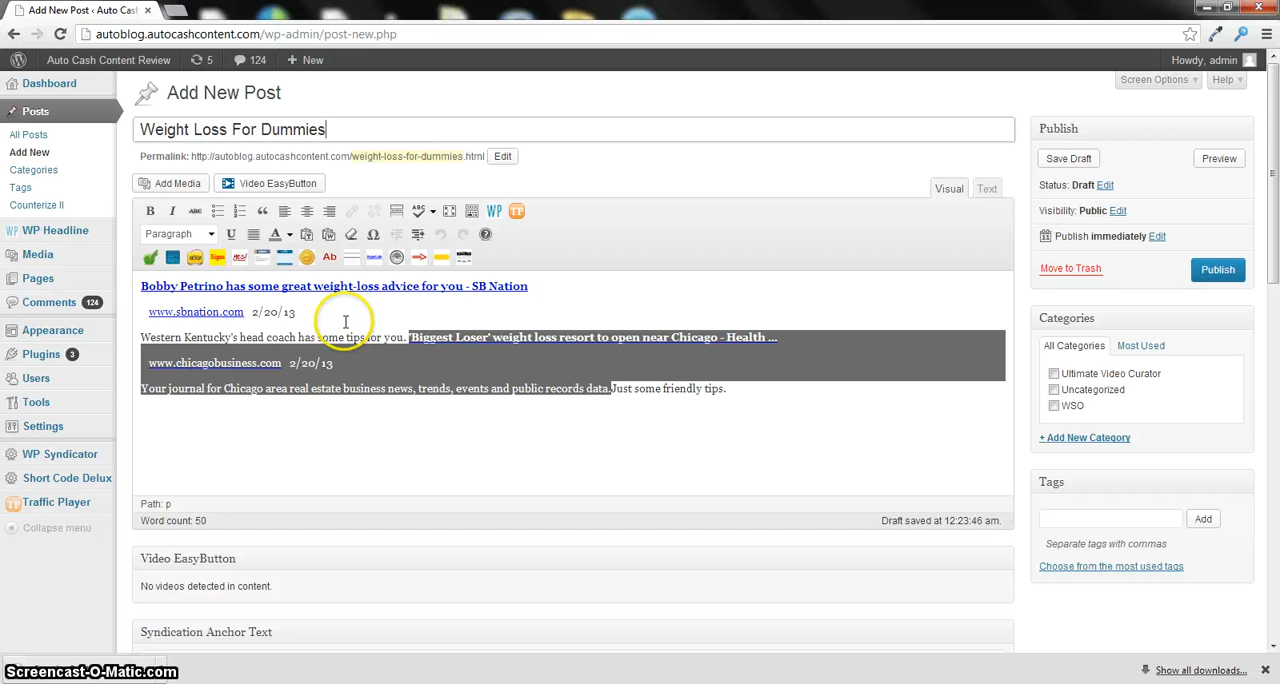 Add New Post ‹ Auto Cas
autoblog.autocashcontent.com/wp-admin/post-new.php
Auto Cash Content Review 5 124 + New Howdy, admin
Screen Options Help
Dashboard
Posts
All Posts
Add New
Categories
Tags
Counterize II
WP Headline
Media
Pages
Comments 124
Appearance
Plugins 3
Users
Tools
Settings
WP Syndicator
Short Code Delux
Traffic Player
Collapse menu
Add New Post
Weight Loss For Dummies
Permalink: http://autoblog.autocashcontent.com/weight-loss-for-dummies.html Edit
Add Media Video EasyButton
Visual Text
B I ABC ABC WP TP
Paragraph U A
Ab
Bobby Petrino has some great weight-loss advice for you - SB Nation
www.sbnation.com 2/20/13
Western Kentucky's head coach has some tips for you. 'Biggest Loser' weight loss resort to open near Chicago - Health ...
www.chicagobusiness.com 2/20/13
Your journal for Chicago area real estate business news, trends, events and public records data.Just some friendly tips.
Path: p
Word count: 50 Draft saved at 12:23:46 am.
Video EasyButton
No videos detected in content.
Syndication Anchor Text
Publish
Save Draft Preview
Status: Draft Edit
Visibility: Public Edit
Publish immediately Edit
Move to Trash Publish
Categories
All Categories Most Used
Ultimate Video Curator
Uncategorized
WSO
+ Add New Category
Tags
Add
Separate tags with commas
Choose from the most used tags
Screencast-O-Matic.com
Show all downloads...